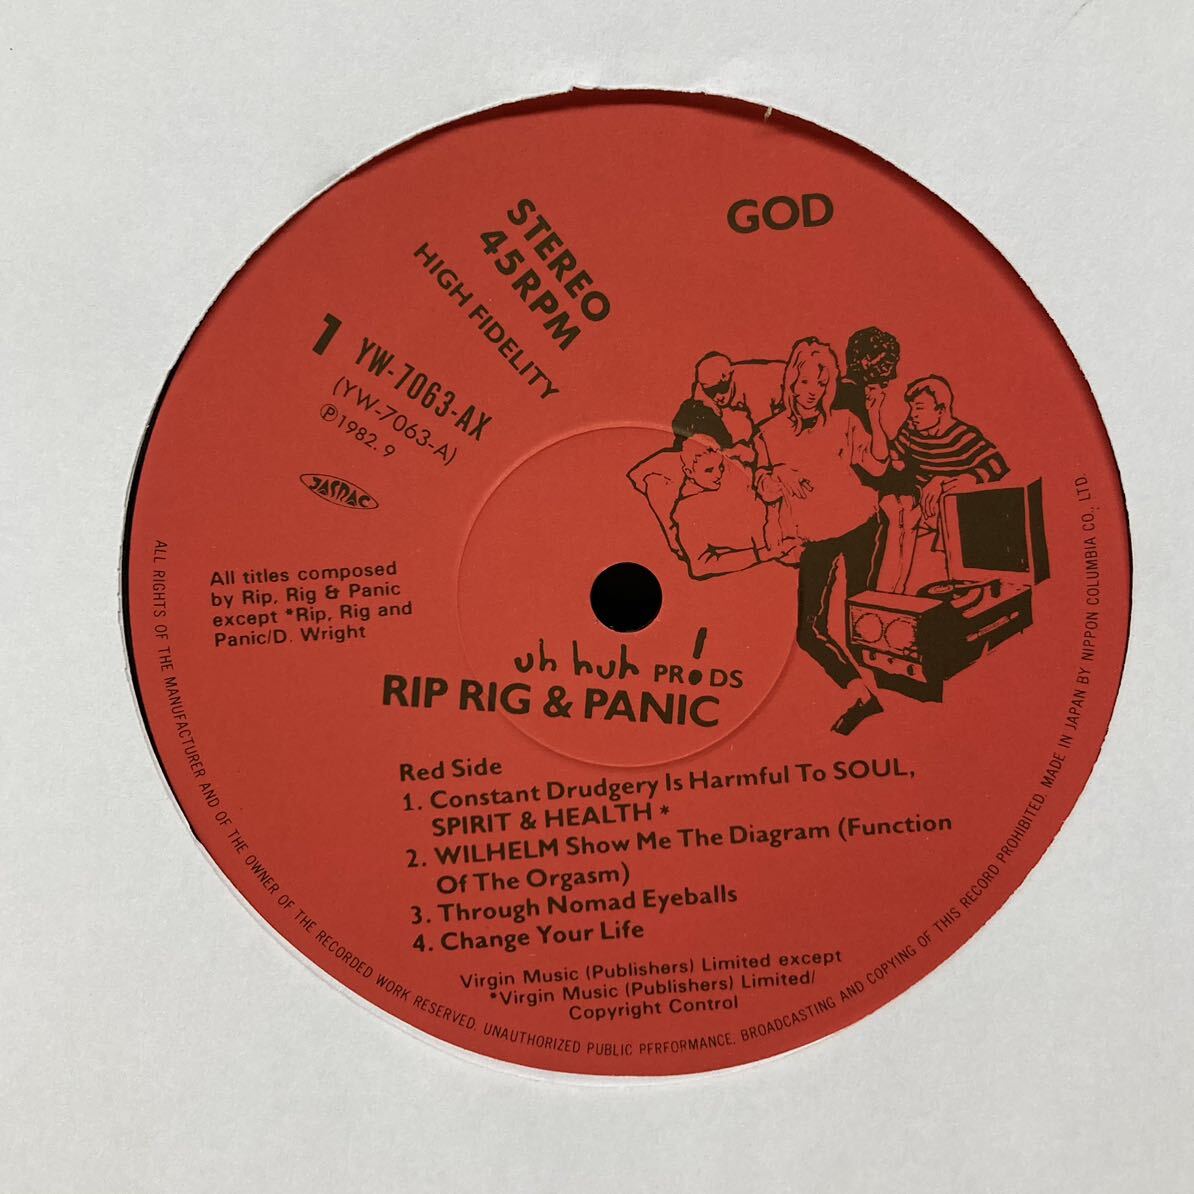 GOD
STEREO
45RPM
HIGH FIDELITY
1 YW-7063-AX
(YW-7063-A)
Ⓟ1982.9
JASRAC
All titles composed
by Rip, Rig & Panic
except *Rip, Rig and
Panic/D. Wright
uh huh PR!DS
RIP RIG & PANIC
Red Side
1. Constant Drudgery Is Harmful To SOUL,
SPIRIT & HEALTH *
2. WILHELM Show Me The Diagram (Function
Of The Orgasm)
3. Through Nomad Eyeballs
4. Change Your Life
Virgin Music (Publishers) Limited except
*Virgin Music (Publishers) Limited/
Copyright Control
ALL RIGHTS OF THE MANUFACTURER AND OF THE OWNER OF THE RECORDED WORK RESERVED. UNAUTHORIZED PUBLIC PERFORMANCE. BROADCASTING AND COPYING OF THIS RECORD PROHIBITED. MADE IN JAPAN BY NIPPON COLUMBIA CO., LTD.